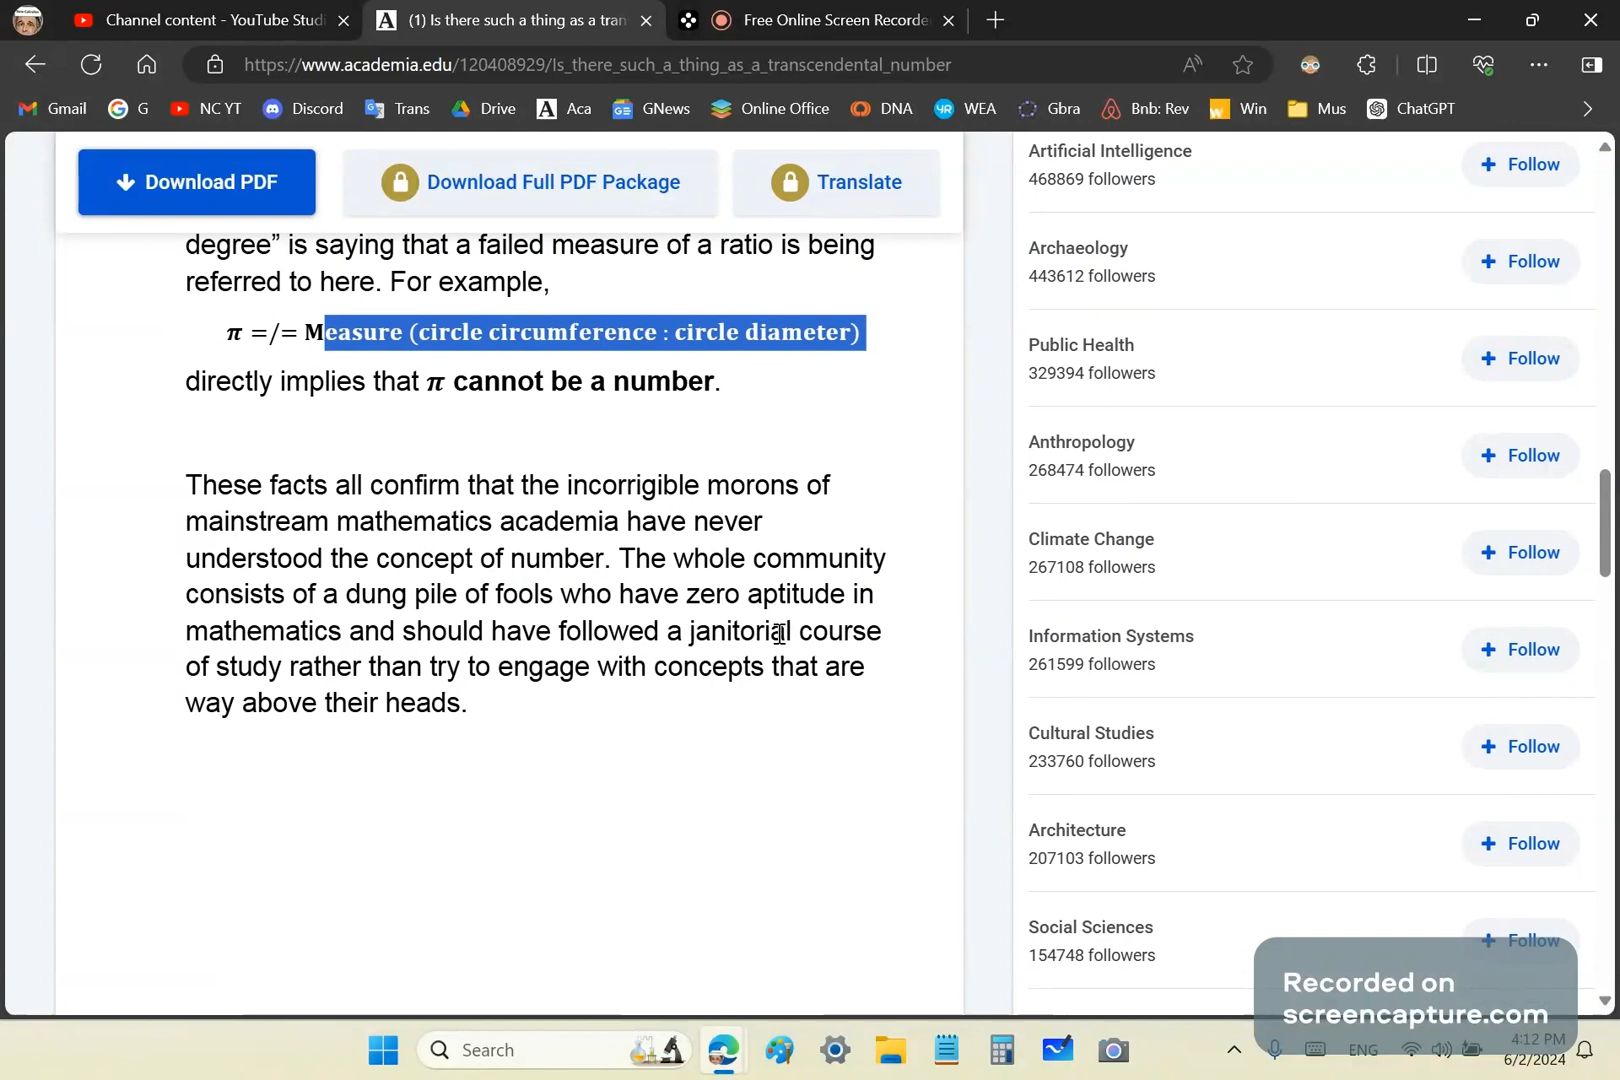 Channel content - YouTube Studi
(1) Is there such a thing as a tran
Free Online Screen Recorde
https://www.academia.edu/120408929/Is_there_such_a_thing_as_a_transcendental_number
Gmail
G
NC YT
Discord
Trans
Drive
Aca
GNews
Online Office
DNA
WEA
Gbra
Bnb: Rev
Win
Mus
ChatGPT
Download PDF
Download Full PDF Package
Translate
degree” is saying that a failed measure of a ratio is being
referred to here. For example,
π =/= Measure (circle circumference : circle diameter)
directly implies that π cannot be a number.
These facts all confirm that the incorrigible morons of
mainstream mathematics academia have never
understood the concept of number. The whole community
consists of a dung pile of fools who have zero aptitude in
mathematics and should have followed a janitorial course
of study rather than try to engage with concepts that are
way above their heads.
Artificial Intelligence
468869 followers
Follow
Archaeology
443612 followers
Follow
Public Health
329394 followers
Follow
Anthropology
268474 followers
Follow
Climate Change
267108 followers
Follow
Information Systems
261599 followers
Follow
Cultural Studies
233760 followers
Follow
Architecture
207103 followers
Follow
Social Sciences
154748 followers
Follow
Recorded on
screencapture.com
Search
ENG
4:12 PM
6/2/2024